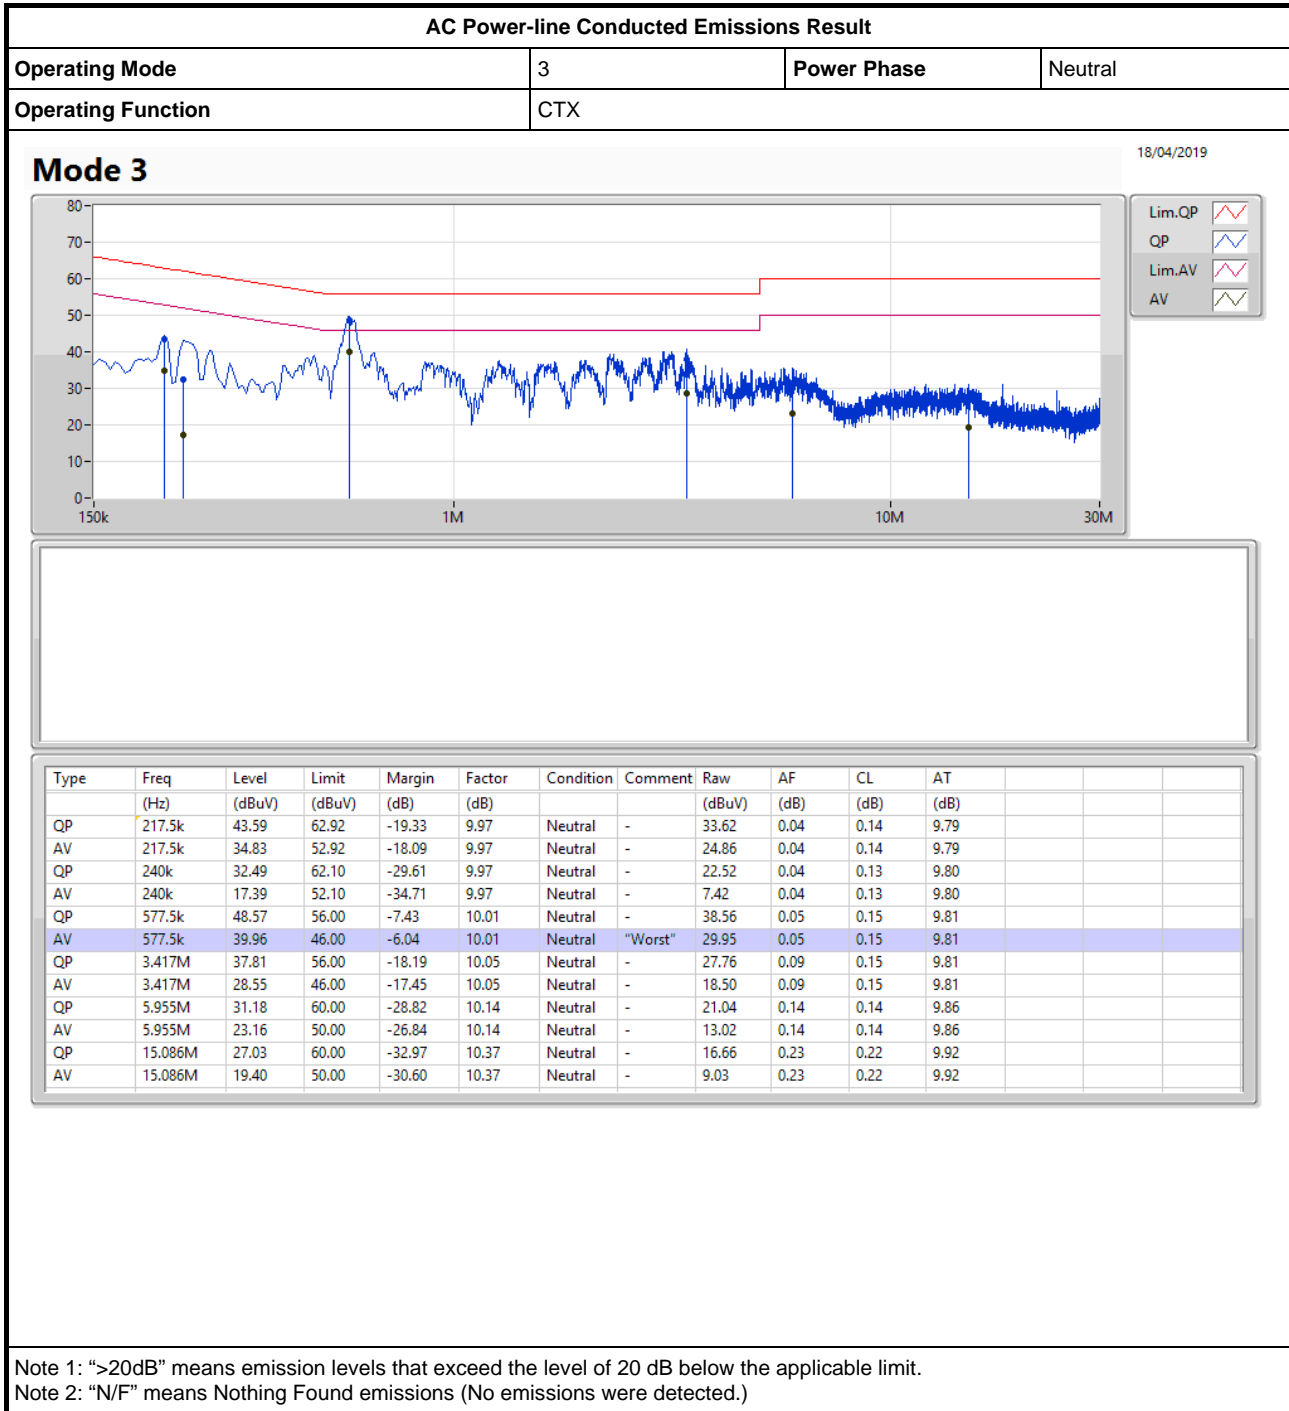 AC Power-line Conducted Emissions Result
Operating Mode 3 Power Phase Neutral
Operating Function CTX
18/04/2019
Mode 3
80
70
60
50
40
30
20
10
0
150k 1M 10M 30M
Lim.QP
QP
Lim.AV
AV
Type Freq Level Limit Margin Factor Condition Comment Raw AF CL AT
(Hz) (dBuV) (dBuV) (dB) (dB) (dBuV) (dB) (dB) (dB)
QP 217.5k 43.59 62.92 -19.33 9.97 Neutral - 33.62 0.04 0.14 9.79
AV 217.5k 34.83 52.92 -18.09 9.97 Neutral - 24.86 0.04 0.14 9.79
QP 240k 32.49 62.10 -29.61 9.97 Neutral - 22.52 0.04 0.13 9.80
AV 240k 17.39 52.10 -34.71 9.97 Neutral - 7.42 0.04 0.13 9.80
QP 577.5k 48.57 56.00 -7.43 10.01 Neutral - 38.56 0.05 0.15 9.81
AV 577.5k 39.96 46.00 -6.04 10.01 Neutral "Worst" 29.95 0.05 0.15 9.81
QP 3.417M 37.81 56.00 -18.19 10.05 Neutral - 27.76 0.09 0.15 9.81
AV 3.417M 28.55 46.00 -17.45 10.05 Neutral - 18.50 0.09 0.15 9.81
QP 5.955M 31.18 60.00 -28.82 10.14 Neutral - 21.04 0.14 0.14 9.86
AV 5.955M 23.16 50.00 -26.84 10.14 Neutral - 13.02 0.14 0.14 9.86
QP 15.086M 27.03 60.00 -32.97 10.37 Neutral - 16.66 0.23 0.22 9.92
AV 15.086M 19.40 50.00 -30.60 10.37 Neutral - 9.03 0.23 0.22 9.92
Note 1: “>20dB” means emission levels that exceed the level of 20 dB below the applicable limit.
Note 2: “N/F” means Nothing Found emissions (No emissions were detected.)